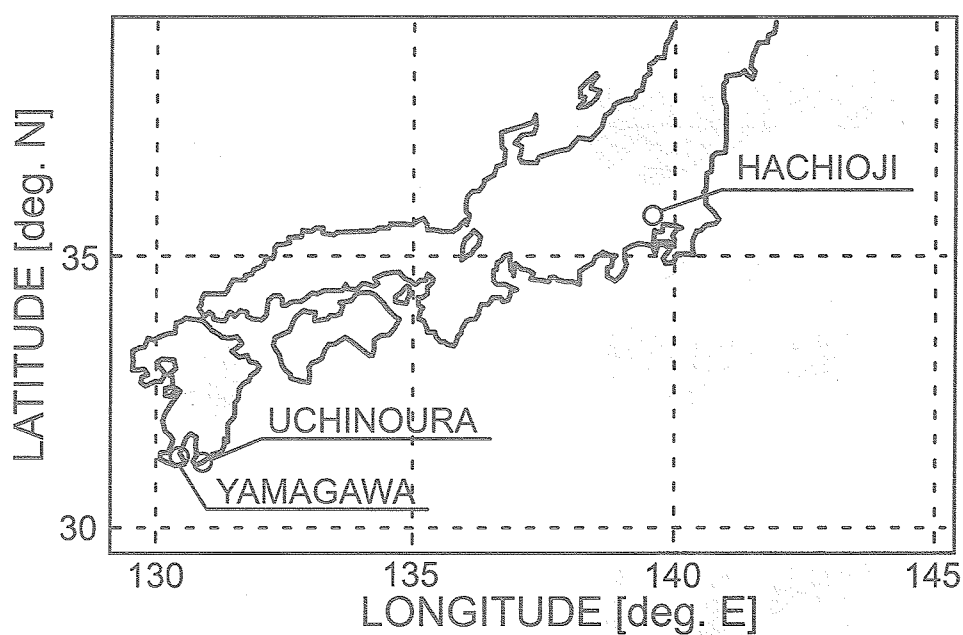 HACHIOJI
LATITUDE [deg. N]
35
UCHINOURA
YAMAGAWA
30
130 135 140 145
LONGITUDE [deg. E]